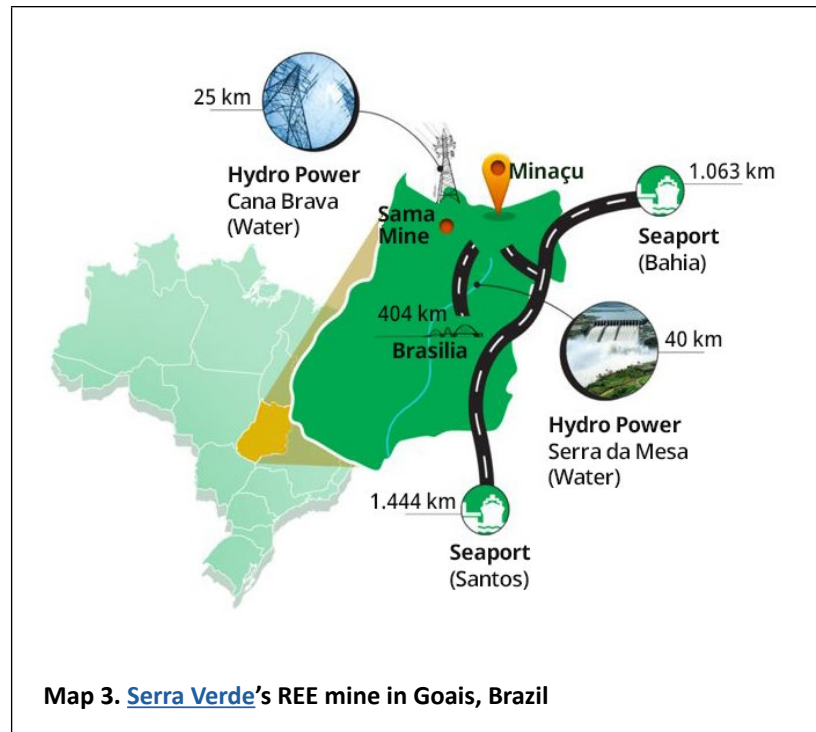 25 km
Hydro Power
Cana Brava
(Water)
Minaçu
Sama
Mine
1.063 km
Seaport
(Bahia)
404 km
Brasilia
40 km
Hydro Power
Serra da Mesa
(Water)
1.444 km
Seaport
(Santos)
Map 3. Serra Verde’s REE mine in Goais, Brazil